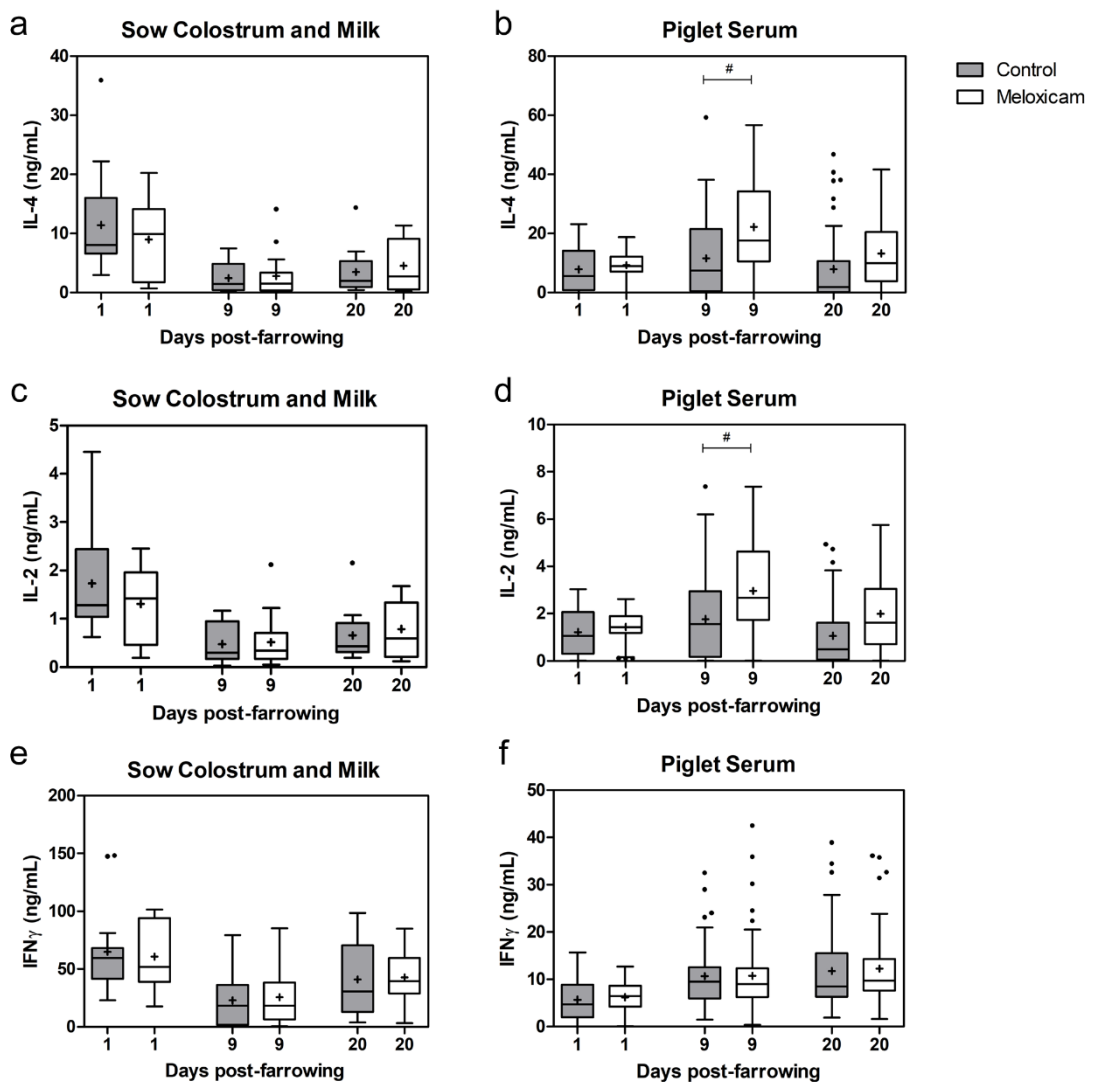 a
Sow Colostrum and Milk
40
30
20
10
0
IL-4 (ng/mL)
1 1 9 9 20 20
Days post-farrowing
b
Piglet Serum
80
60
40
20
0
IL-4 (ng/mL)
#
1 1 9 9 20 20
Days post-farrowing
Control
Meloxicam
c
Sow Colostrum and Milk
5
4
3
2
1
0
IL-2 (ng/mL)
1 1 9 9 20 20
Days post-farrowing
d
Piglet Serum
10
8
6
4
2
0
IL-2 (ng/mL)
#
1 1 9 9 20 20
Days post-farrowing
e
Sow Colostrum and Milk
200
150
100
50
0
IFNγ (ng/mL)
1 1 9 9 20 20
Days post-farrowing
f
Piglet Serum
50
40
30
20
10
0
IFNγ (ng/mL)
1 1 9 9 20 20
Days post-farrowing